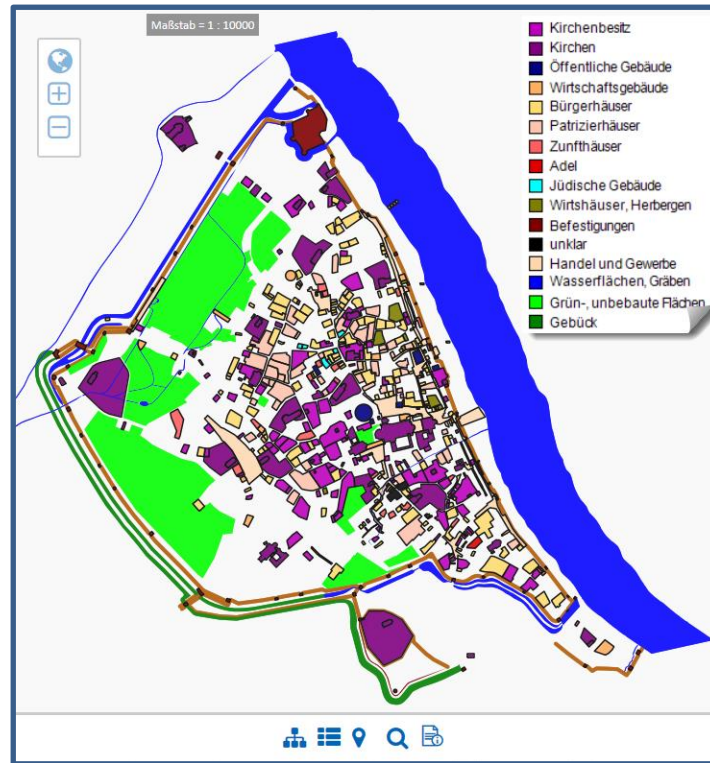 Maßstab = 1 : 10000
Kirchenbesitz
Kirchen
Öffentliche Gebäude
Wirtschaftsgebäude
Bürgerhäuser
Patrizierhäuser
Zunfthäuser
Adel
Jüdische Gebäude
Wirtshäuser, Herbergen
Befestigungen
unklar
Handel und Gewerbe
Wasserflächen, Gräben
Grün-, unbebaute Flächen
Gebück